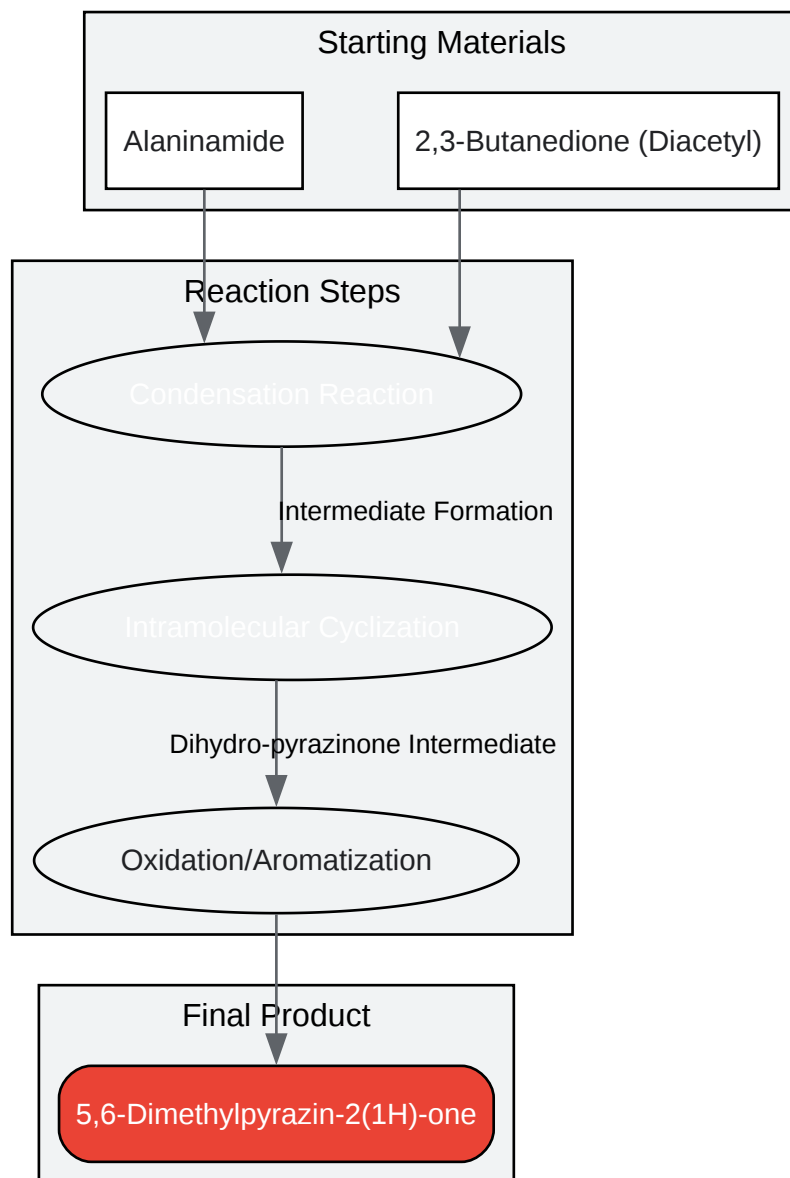 Starting Materials
Alaninamide
2,3-Butanedione (Diacetyl)
Reaction Steps
Condensation Reaction
Intermediate Formation
Intramolecular Cyclization
Dihydro-pyrazinone Intermediate
Oxidation/Aromatization
Final Product
5,6-Dimethylpyrazin-2(1H)-one